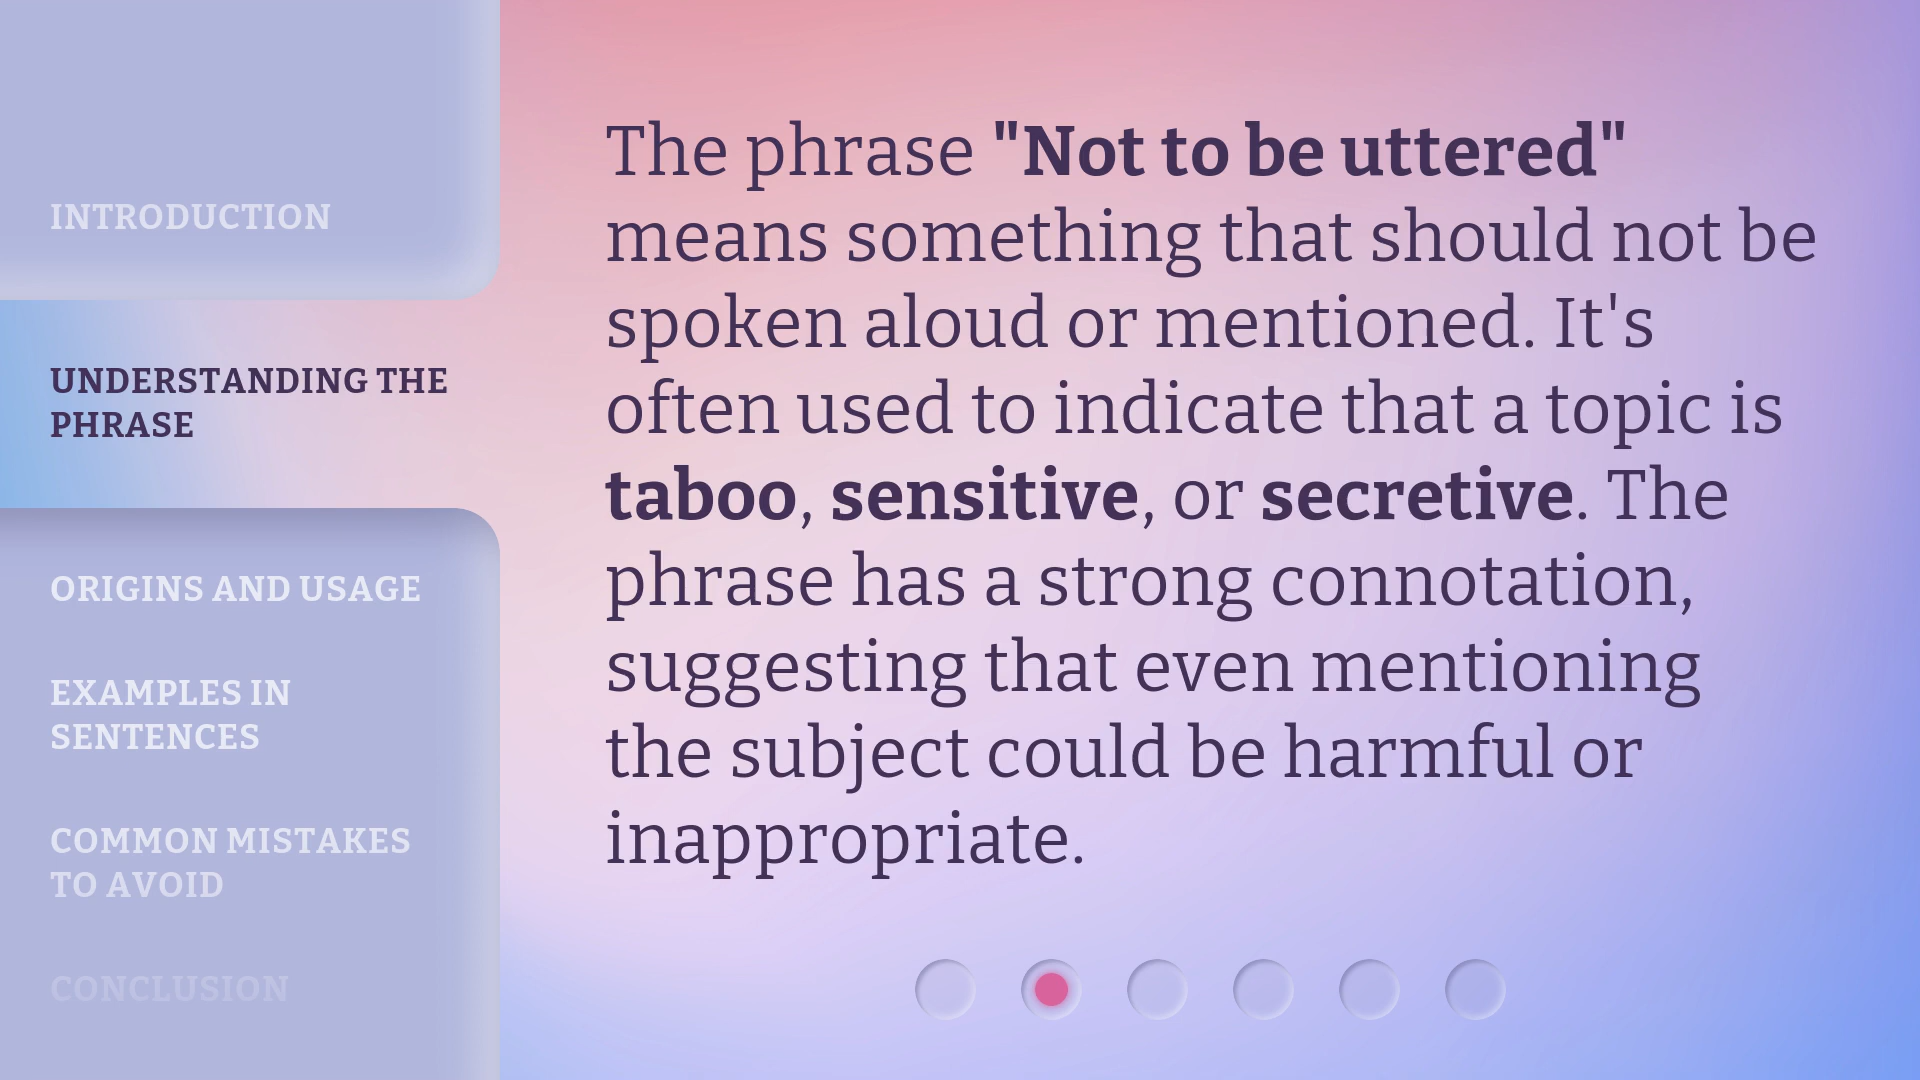 INTRODUCTION
UNDERSTANDING THE
PHRASE
ORIGINS AND USAGE
EXAMPLES IN
SENTENCES
COMMON MISTAKES
TO AVOID
CONCLUSION
The phrase "Not to be uttered"
means something that should not be
spoken aloud or mentioned. It's
often used to indicate that a topic is
taboo, sensitive, or secretive. The
phrase has a strong connotation,
suggesting that even mentioning
the subject could be harmful or
inappropriate.